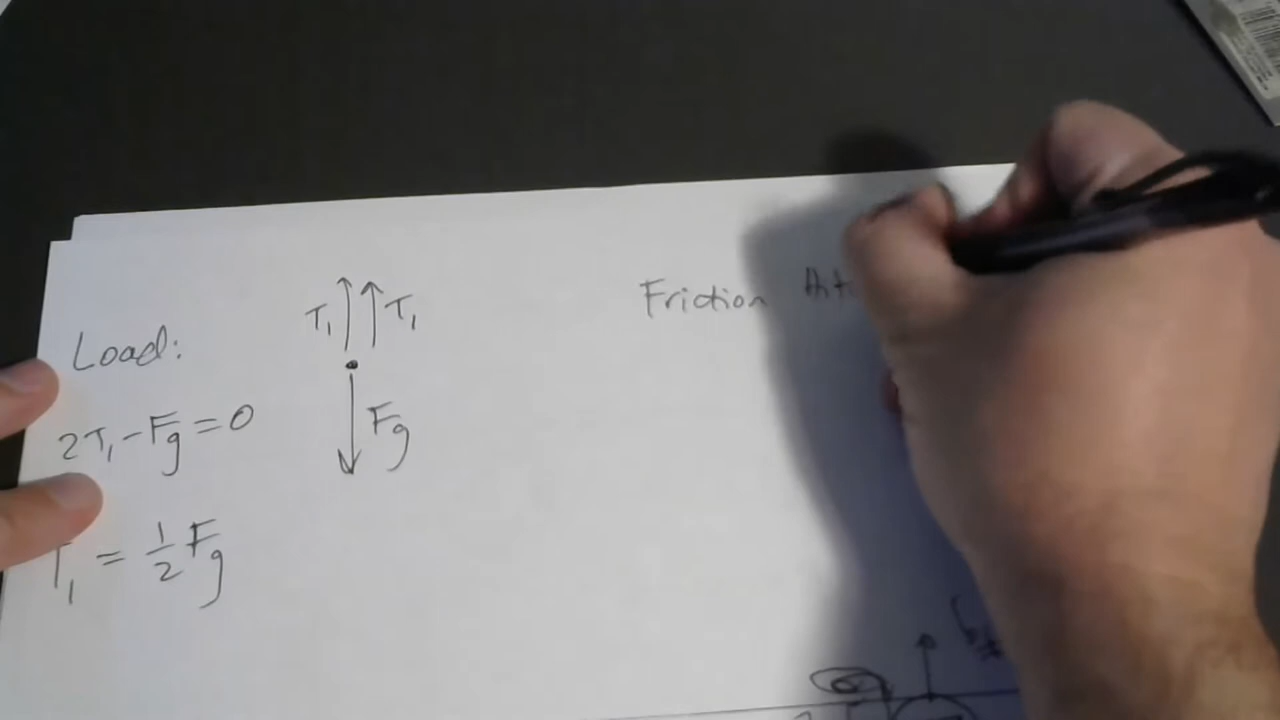 T₁ T₁
Load:
Fg
2T₁ - Fg = 0
T₁ = ½ Fg
Friction